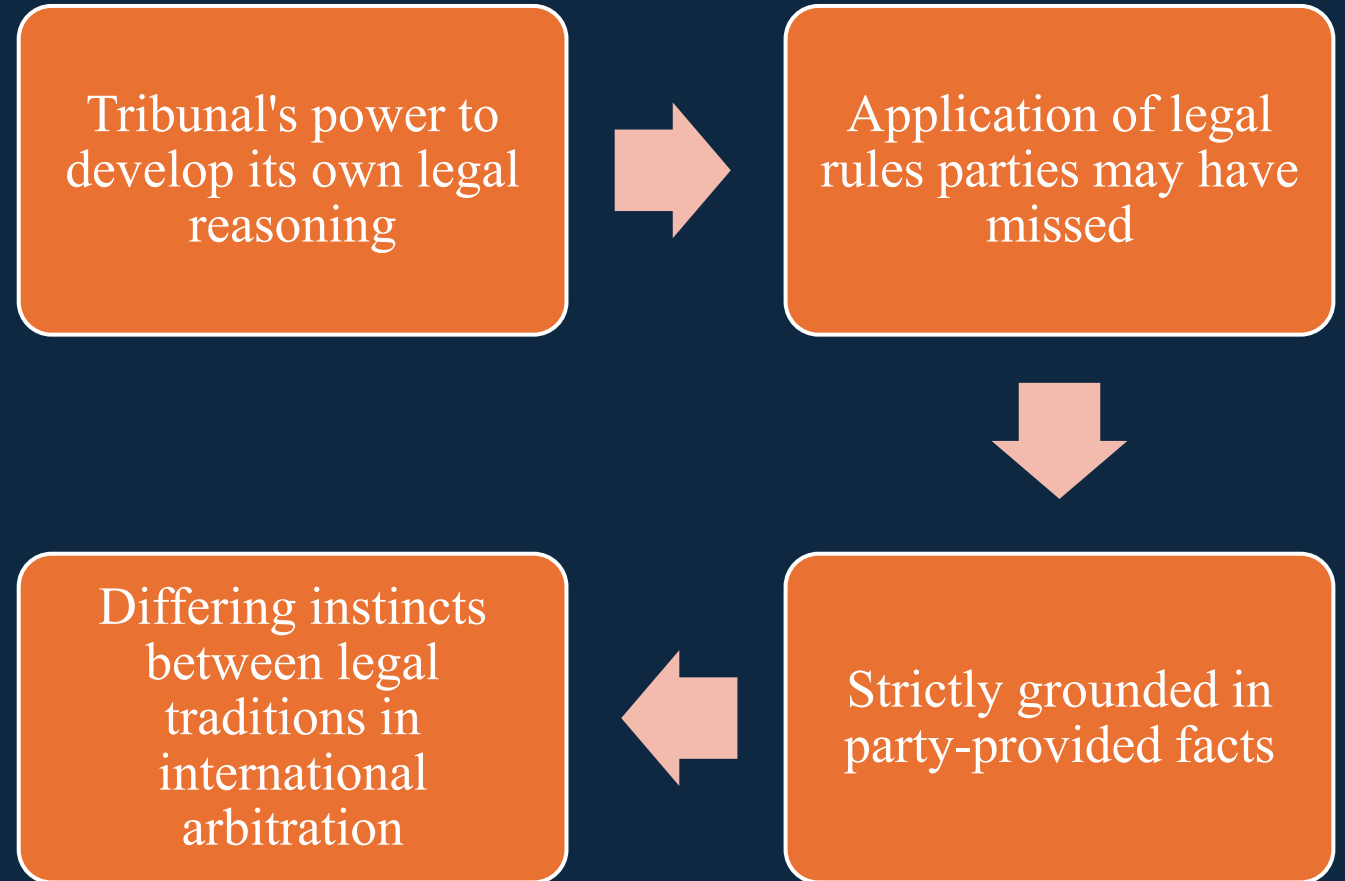 Tribunal's power to
develop its own legal
reasoning
Application of legal
rules parties may have
missed
Strictly grounded in
party-provided facts
Differing instincts
between legal
traditions in
international
arbitration